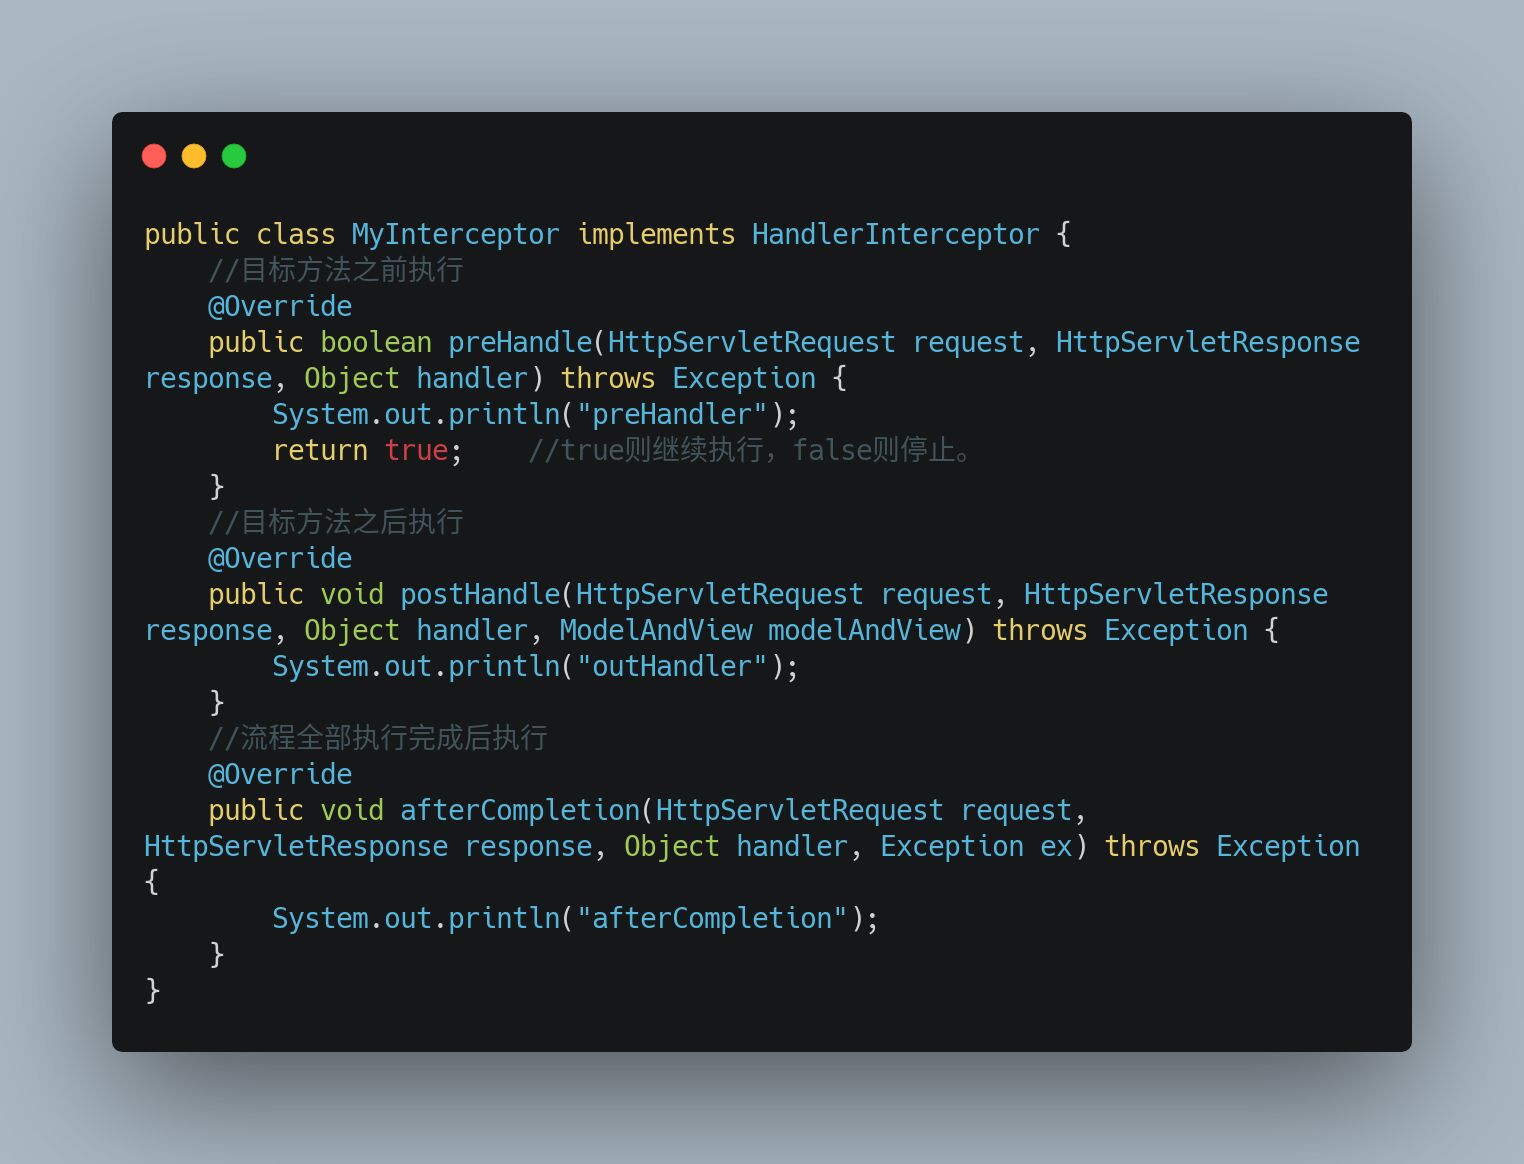 public class MyInterceptor implements HandlerInterceptor {
    //目标方法之前执行
    @Override
    public boolean preHandle(HttpServletRequest request, HttpServletResponse
response, Object handler) throws Exception {
        System.out.println("preHandler");
        return true;    //true则继续执行，false则停止。
    }
    //目标方法之后执行
    @Override
    public void postHandle(HttpServletRequest request, HttpServletResponse
response, Object handler, ModelAndView modelAndView) throws Exception {
        System.out.println("outHandler");
    }
    //流程全部执行完成后执行
    @Override
    public void afterCompletion(HttpServletRequest request,
HttpServletResponse response, Object handler, Exception ex) throws Exception
{
        System.out.println("afterCompletion");
    }
}